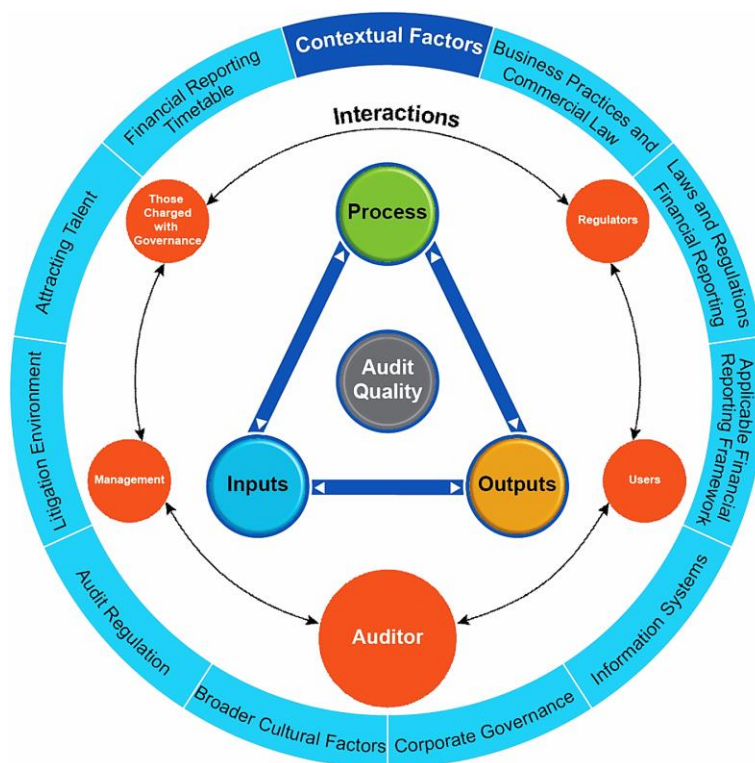 Contextual Factors
Business Practices and
Commercial Law
Laws and Regulations
Financial Reporting
Applicable Financial
Reporting Framework
Information Systems
Corporate Governance
Broader Cultural Factors
Audit Regulation
Litigation Environment
Attracting Talent
Financial Reporting
Timetable
Interactions
Those
Charged
with
Governance
Process
Regulators
Audit
Quality
Management
Inputs
Outputs
Users
Auditor